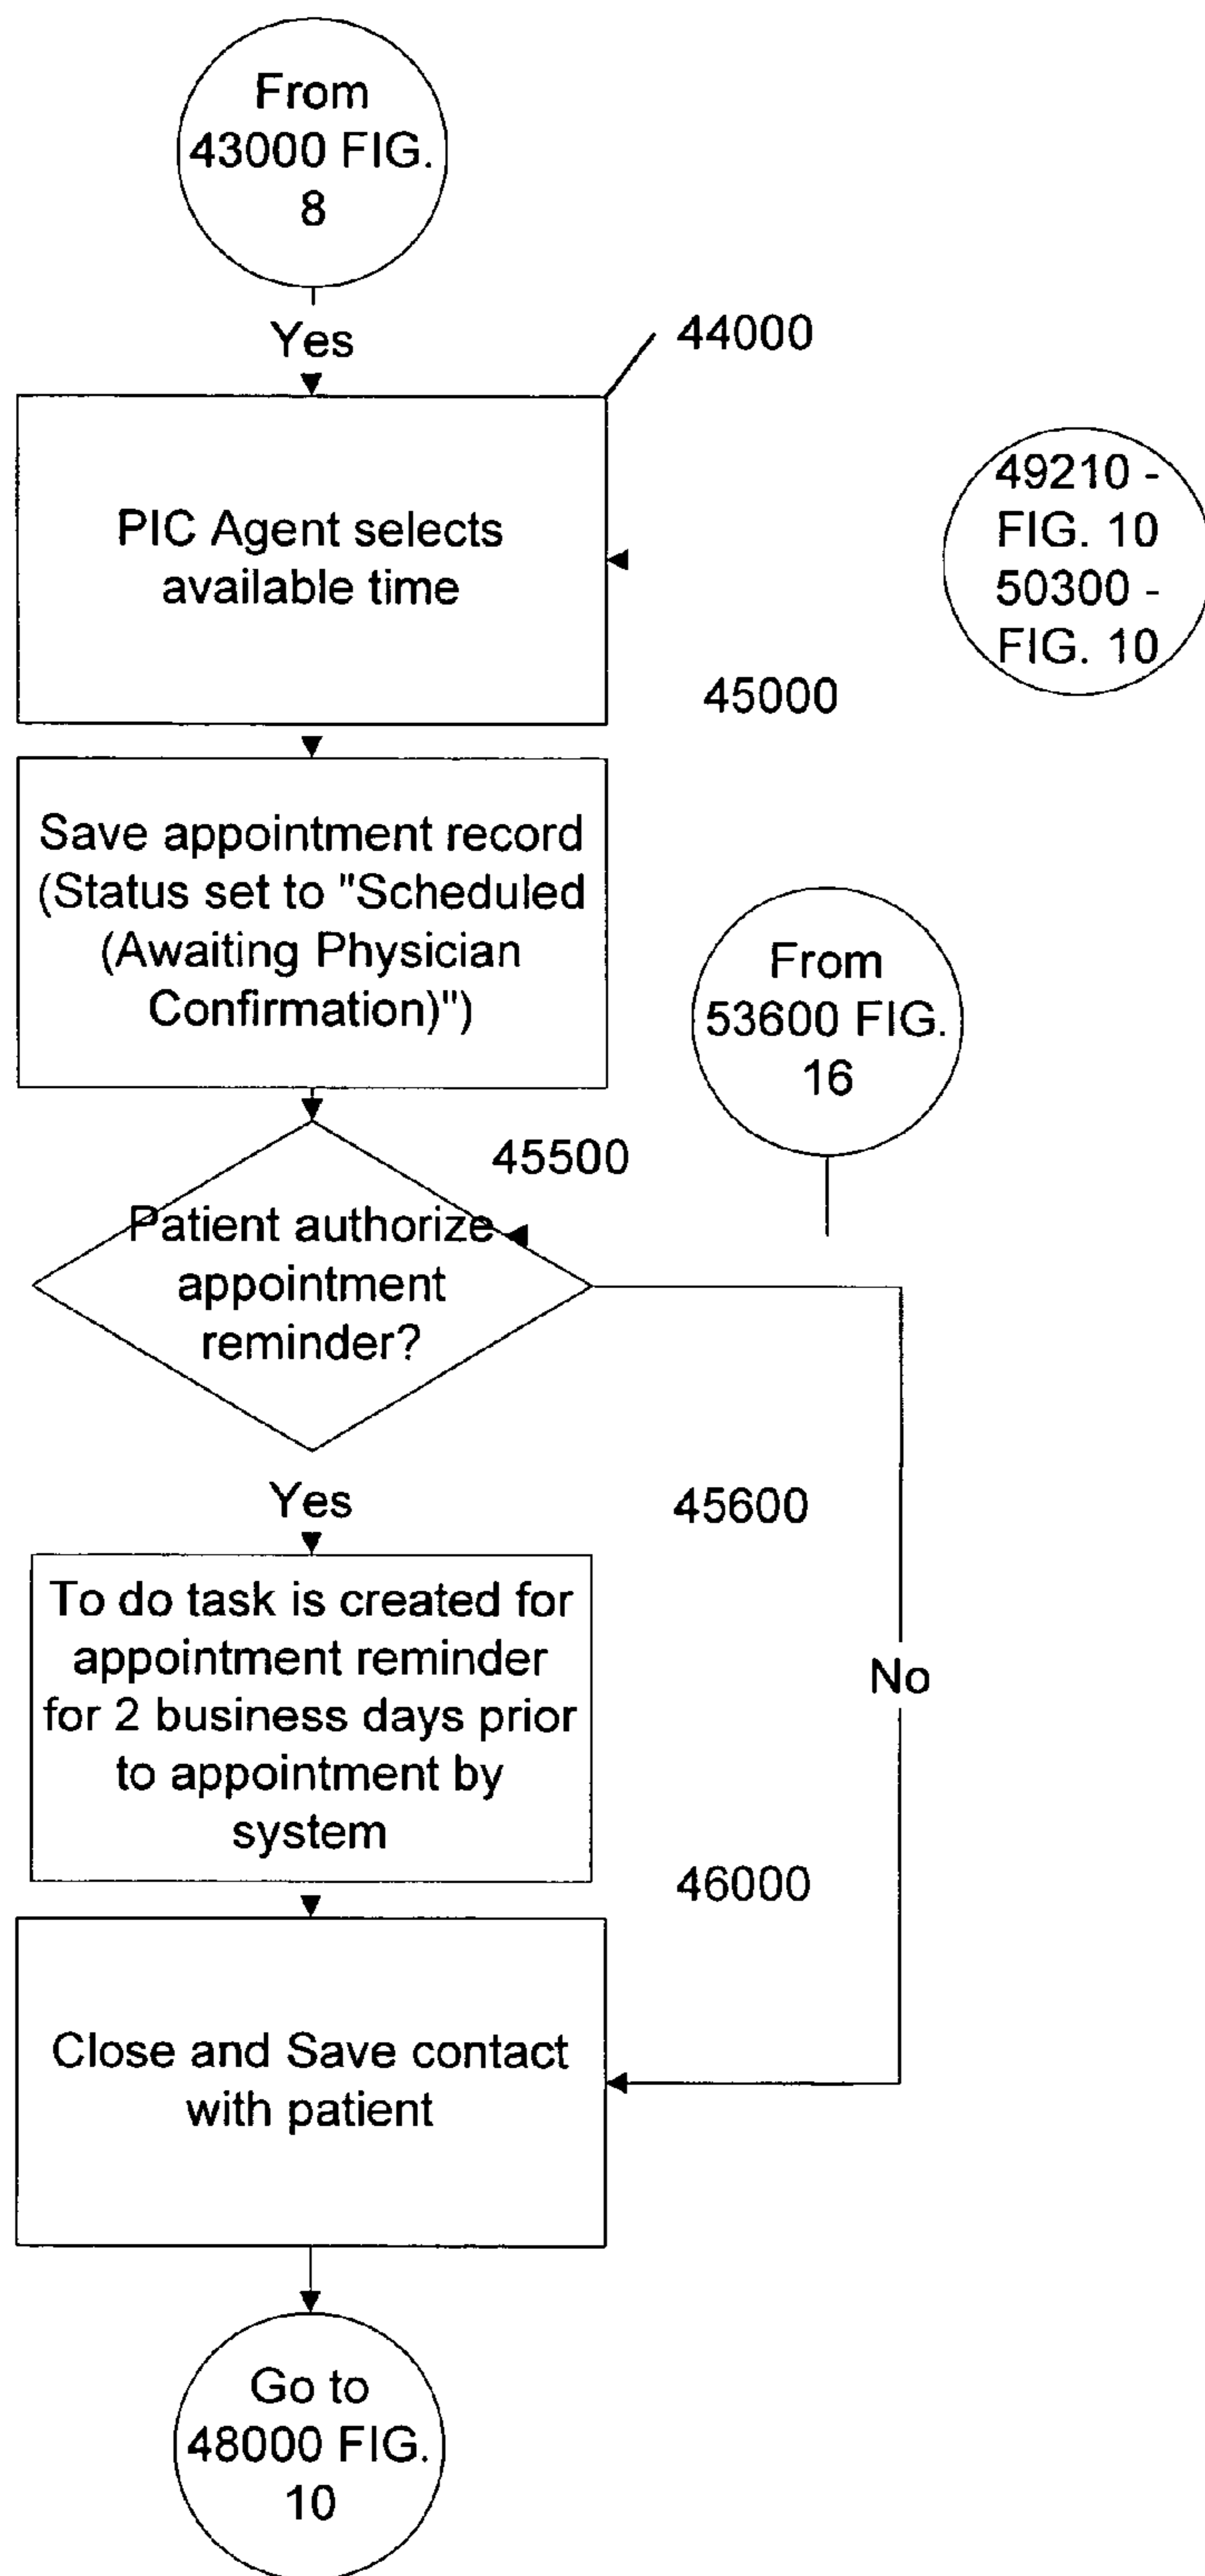 From
43000 FIG.
8
Yes
44000
PIC Agent selects
available time
49210 -
FIG. 10
50300 -
FIG. 10
45000
Save appointment record
(Status set to "Scheduled
(Awaiting Physician
Confirmation)")
From
53600 FIG.
16
45500
Patient authorize
appointment
reminder?
Yes
45600
To do task is created for
appointment reminder
for 2 business days prior
to appointment by
system
No
46000
Close and Save contact
with patient
Go to
48000 FIG.
10